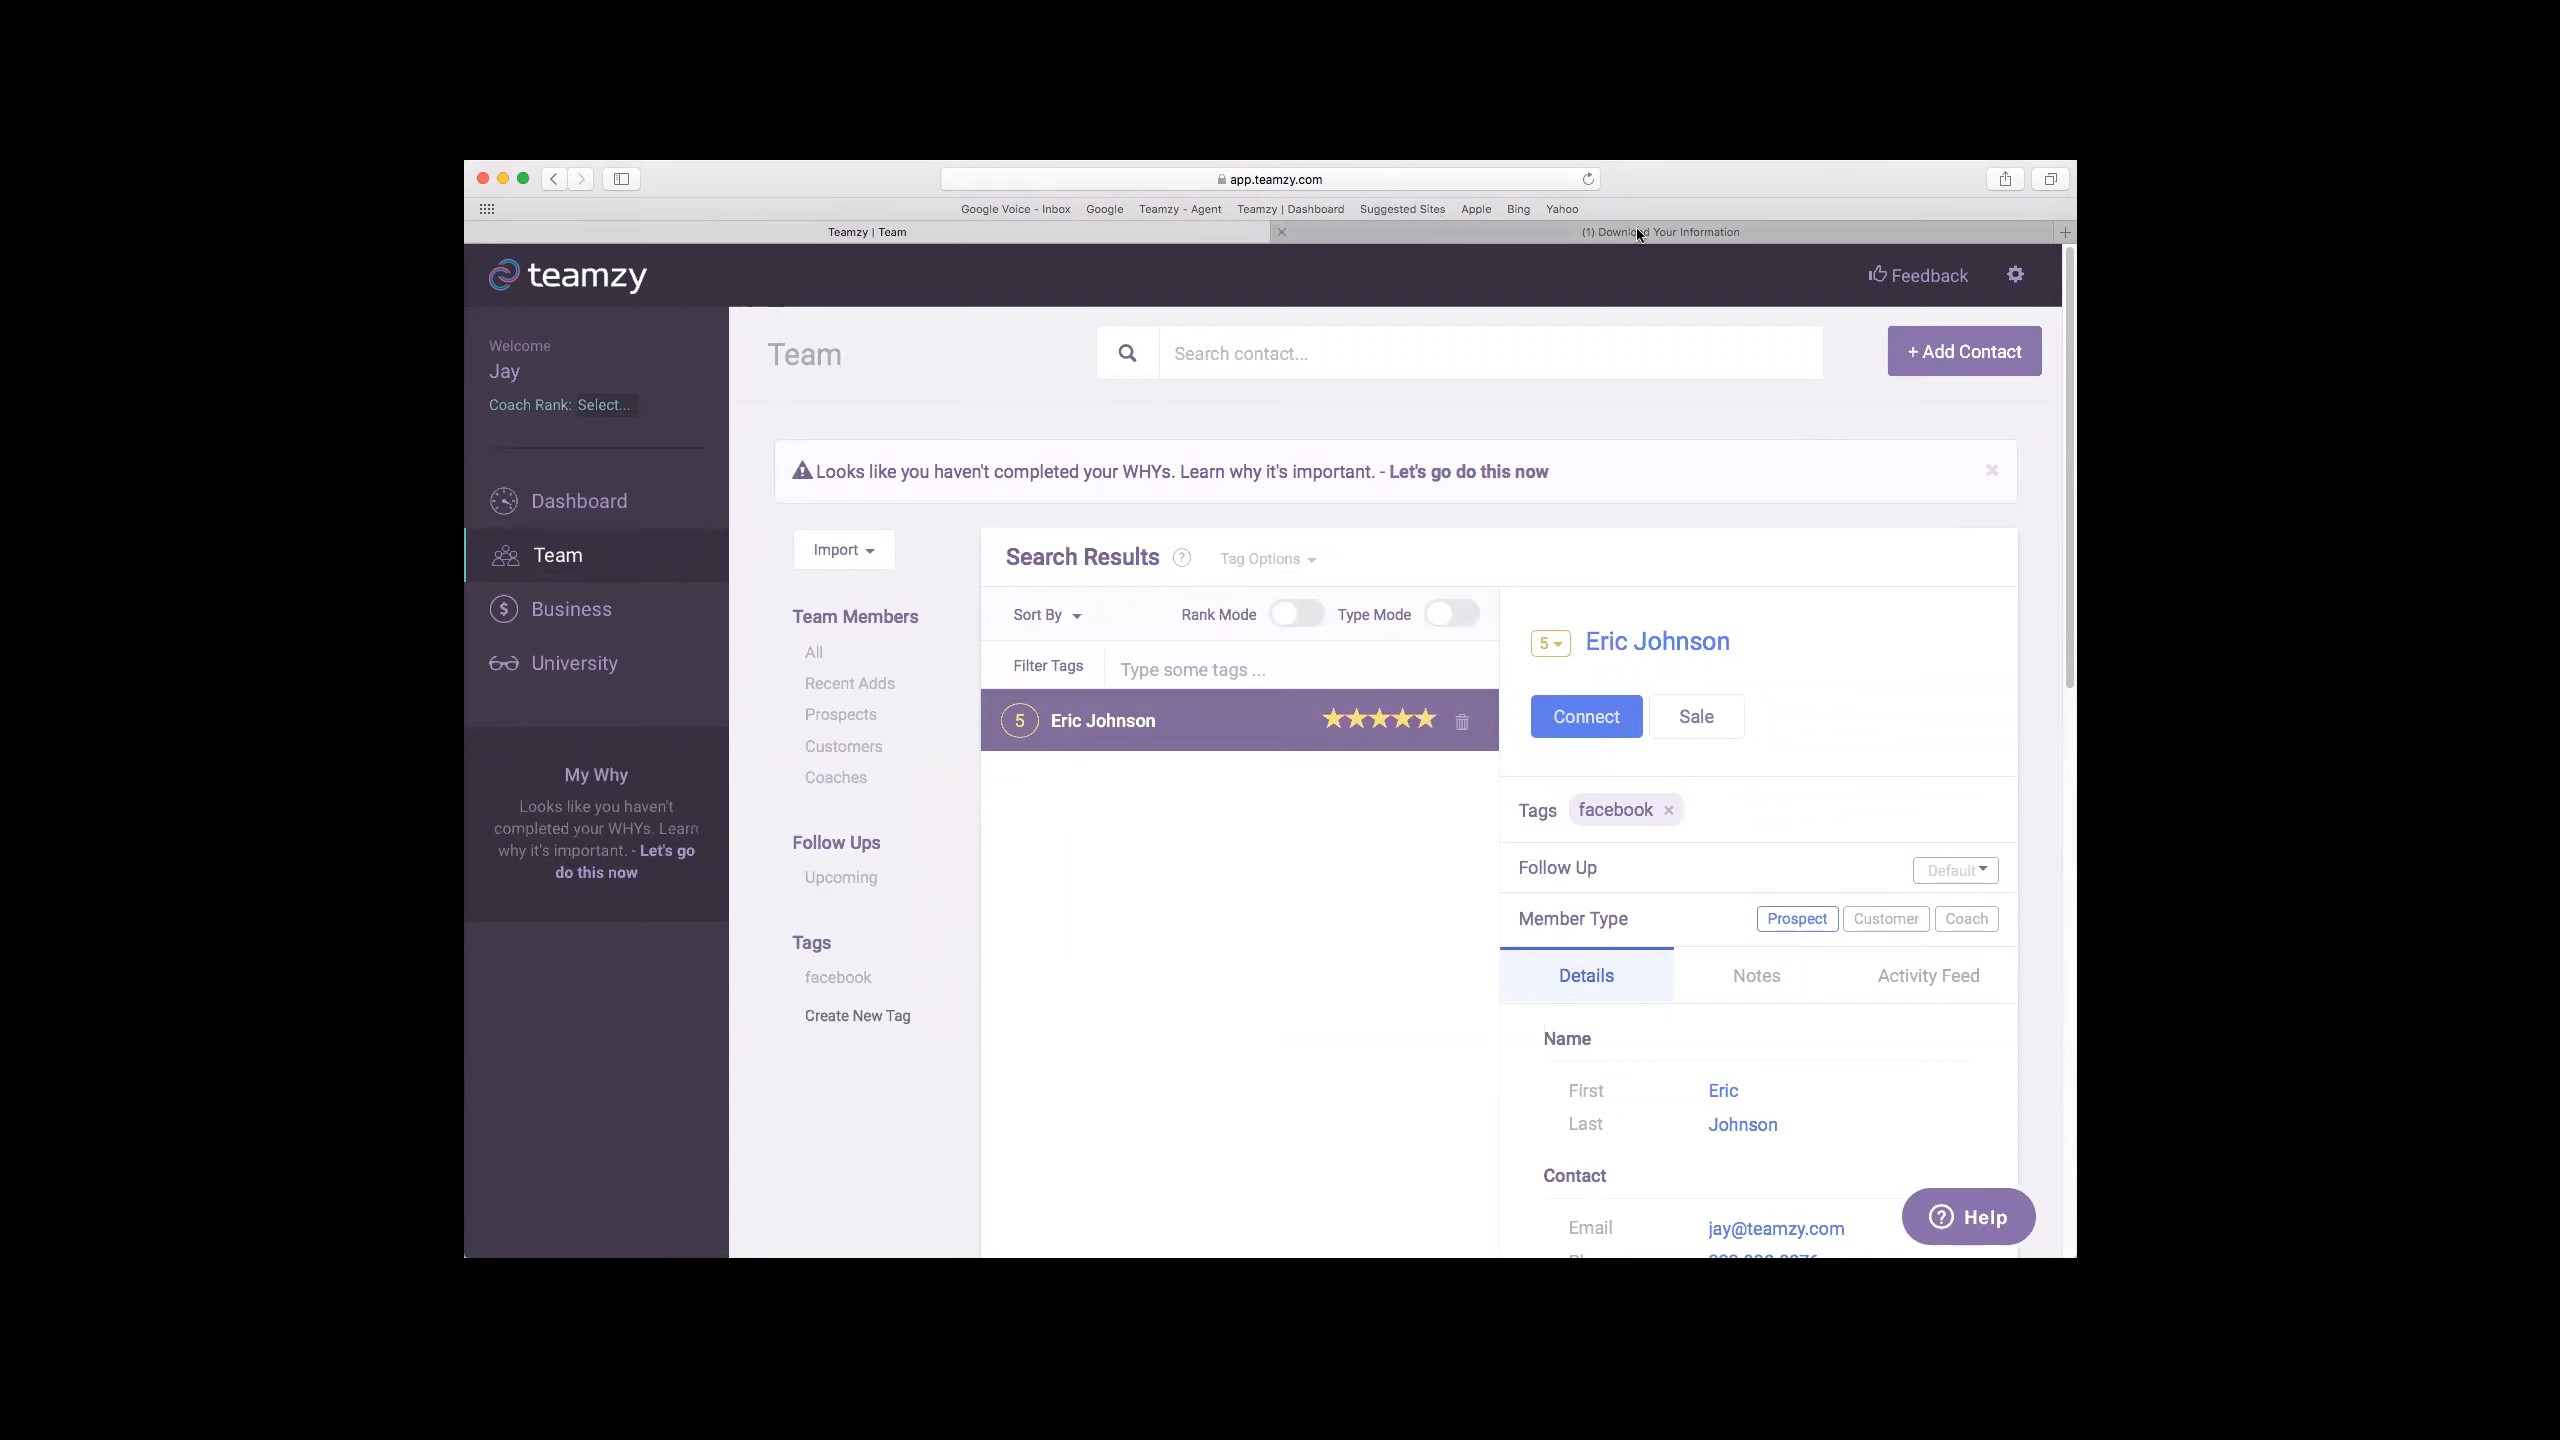 app.teamzy.com
Google Voice - Inbox Google Teamzy - Agent Teamzy | Dashboard Suggested Sites Apple Bing Yahoo
Teamzy | Team
(1) Download Your Information
teamzy
Feedback
Welcome
Jay
Coach Rank: Select...
Dashboard
Team
Business
University
My Why
Looks like you haven't
completed your WHYs. Learn
why it's important. - Let's go
do this now
Team
Search contact...
+ Add Contact
Looks like you haven't completed your WHYs. Learn why it's important. - Let's go do this now
Import
Team Members
All
Recent Adds
Prospects
Customers
Coaches
Follow Ups
Upcoming
Tags
facebook
Create New Tag
Search Results ? Tag Options
Sort By Rank Mode Type Mode
Filter Tags Type some tags ...
5 Eric Johnson
5 Eric Johnson
Connect Sale
Tags facebook
Follow Up Default
Member Type Prospect Customer Coach
Details Notes Activity Feed
Name
First Eric
Last Johnson
Contact
Email jay@teamzy.com
? Help